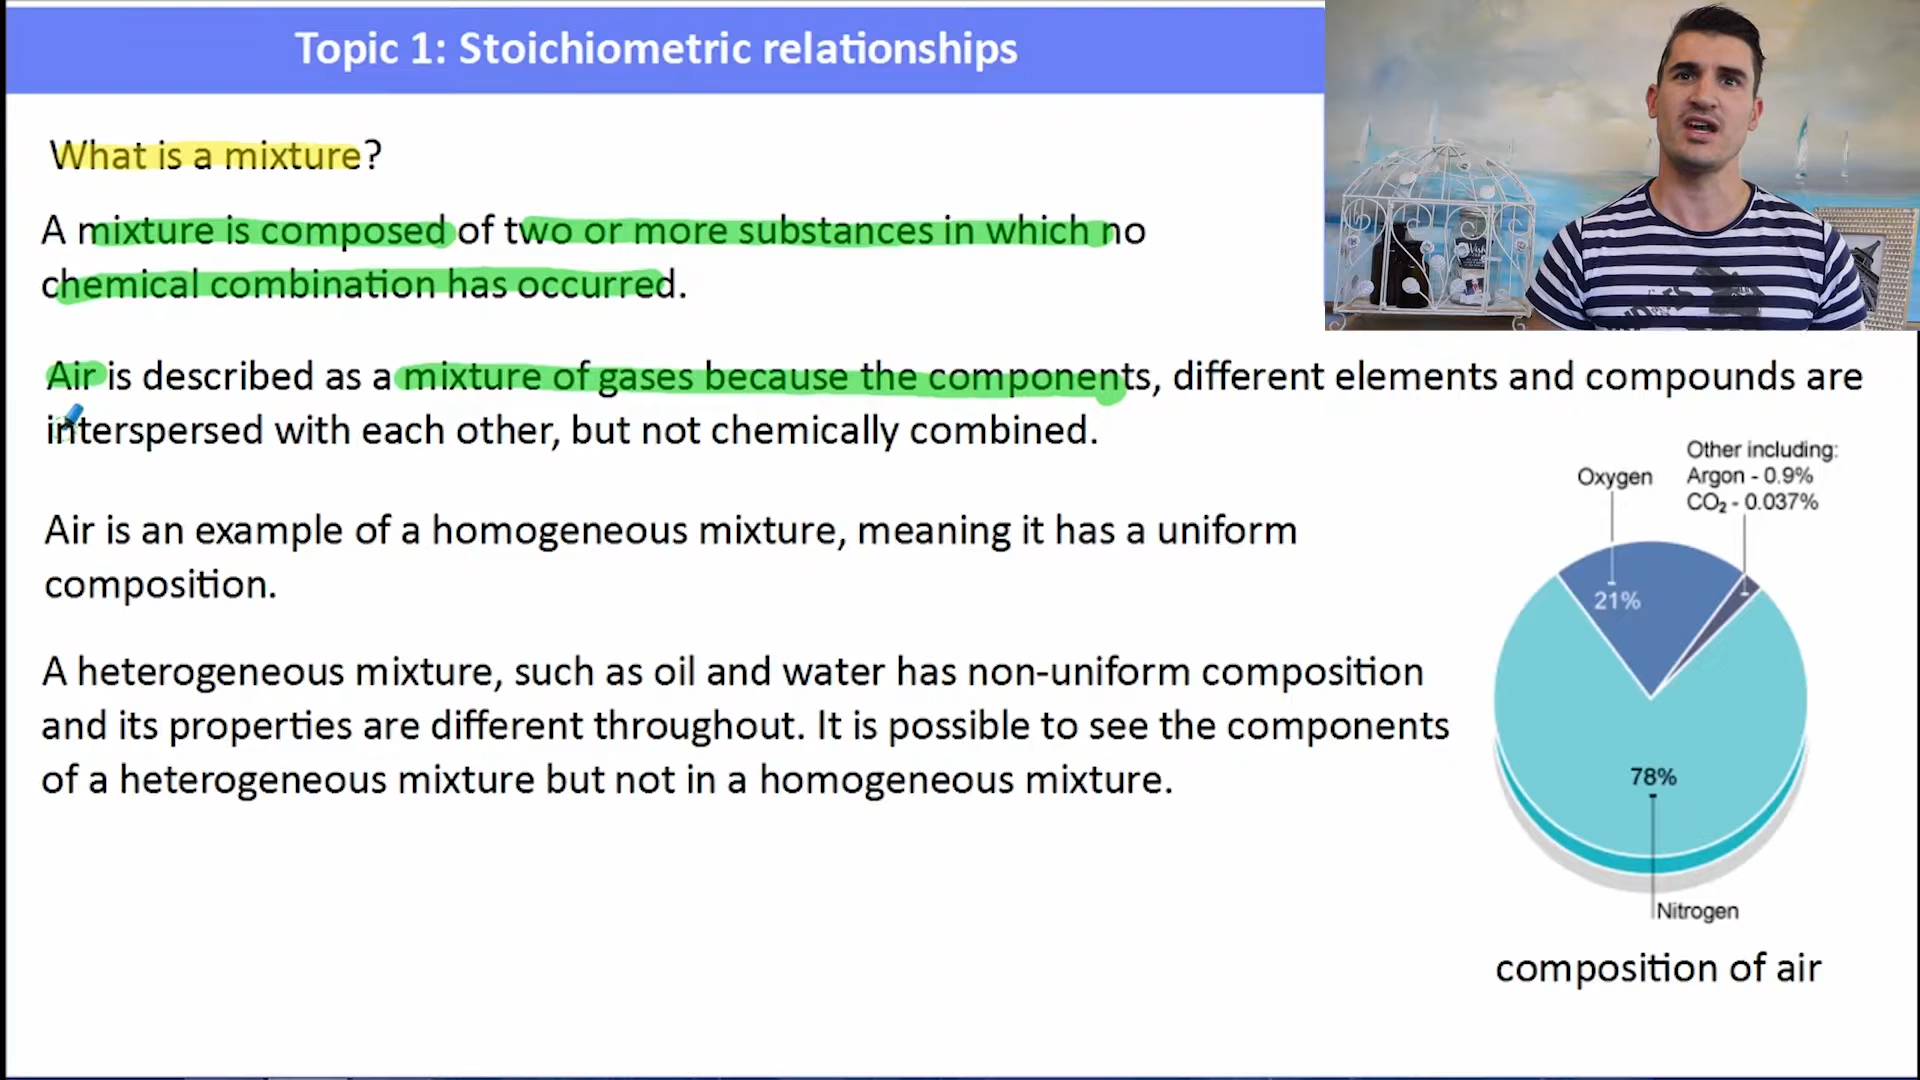 Topic 1: Stoichiometric relationships
What is a mixture?
A mixture is composed of two or more substances in which no
chemical combination has occurred.
Air is described as a mixture of gases because the components, different elements and compounds are
interspersed with each other, but not chemically combined.
Air is an example of a homogeneous mixture, meaning it has a uniform
composition.
A heterogeneous mixture, such as oil and water has non-uniform composition
and its properties are different throughout. It is possible to see the components
of a heterogeneous mixture but not in a homogeneous mixture.
Oxygen
Other including:
Argon - 0.9%
CO₂ - 0.037%
21%
78%
Nitrogen
composition of air